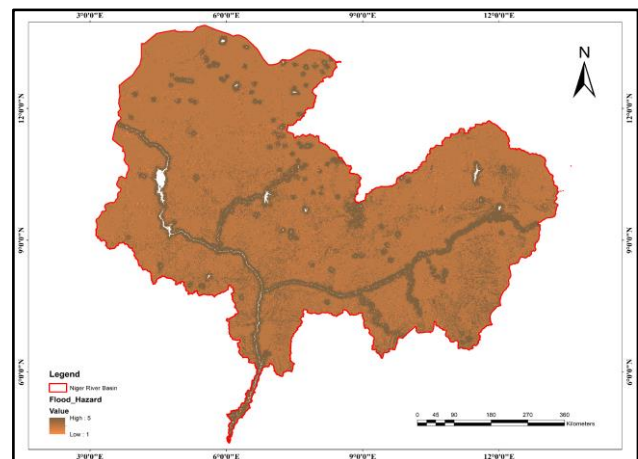 3°0'0"E 6°0'0"E 9°0'0"E 12°0'0"E
N
12°0'0"N 12°0'0"N
9°0'0"N 9°0'0"N
6°0'0"N 6°0'0"N
Legend
Niger River Basin
Flood_Hazard
Value
High : 5
Low : 1
0 45 90 180 270 360
Kilometers
3°0'0"E 6°0'0"E 9°0'0"E 12°0'0"E